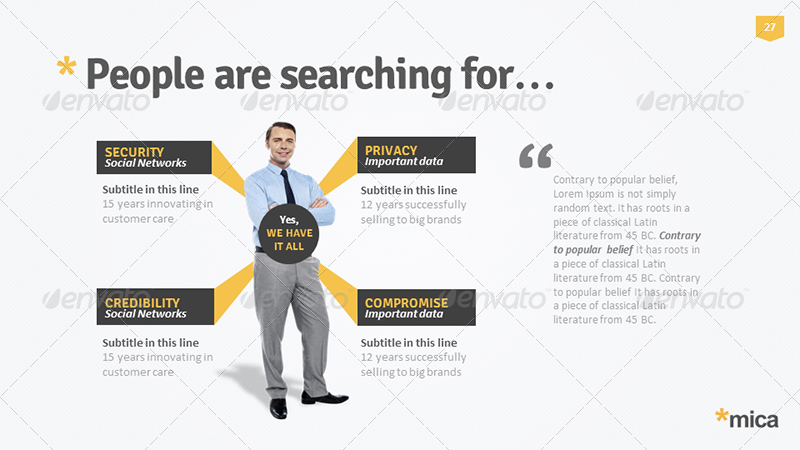 27
* People are searching for...
SECURITY
Social Networks
Subtitle in this line
15 years innovating in
customer care
PRIVACY
Important data
Subtitle in this line
12 years successfully
selling to big brands
Yes,
WE HAVE
IT ALL
CREDIBILITY
Social Networks
Subtitle in this line
15 years innovating in
customer care
COMPROMISE
Important data
Subtitle in this line
12 years successfully
selling to big brands
“
Contrary to popular belief,
Lorem Ipsum is not simply
random text. It has roots in a
piece of classical Latin
literature from 45 BC. Contrary
to popular belief It has roots in
a piece of classical Latin
literature from 45 BC. Contrary
to popular belief It has roots in
a piece of classical Latin
literature from 45 BC.
*mica
envato envato envato envato
envato envato envato envato